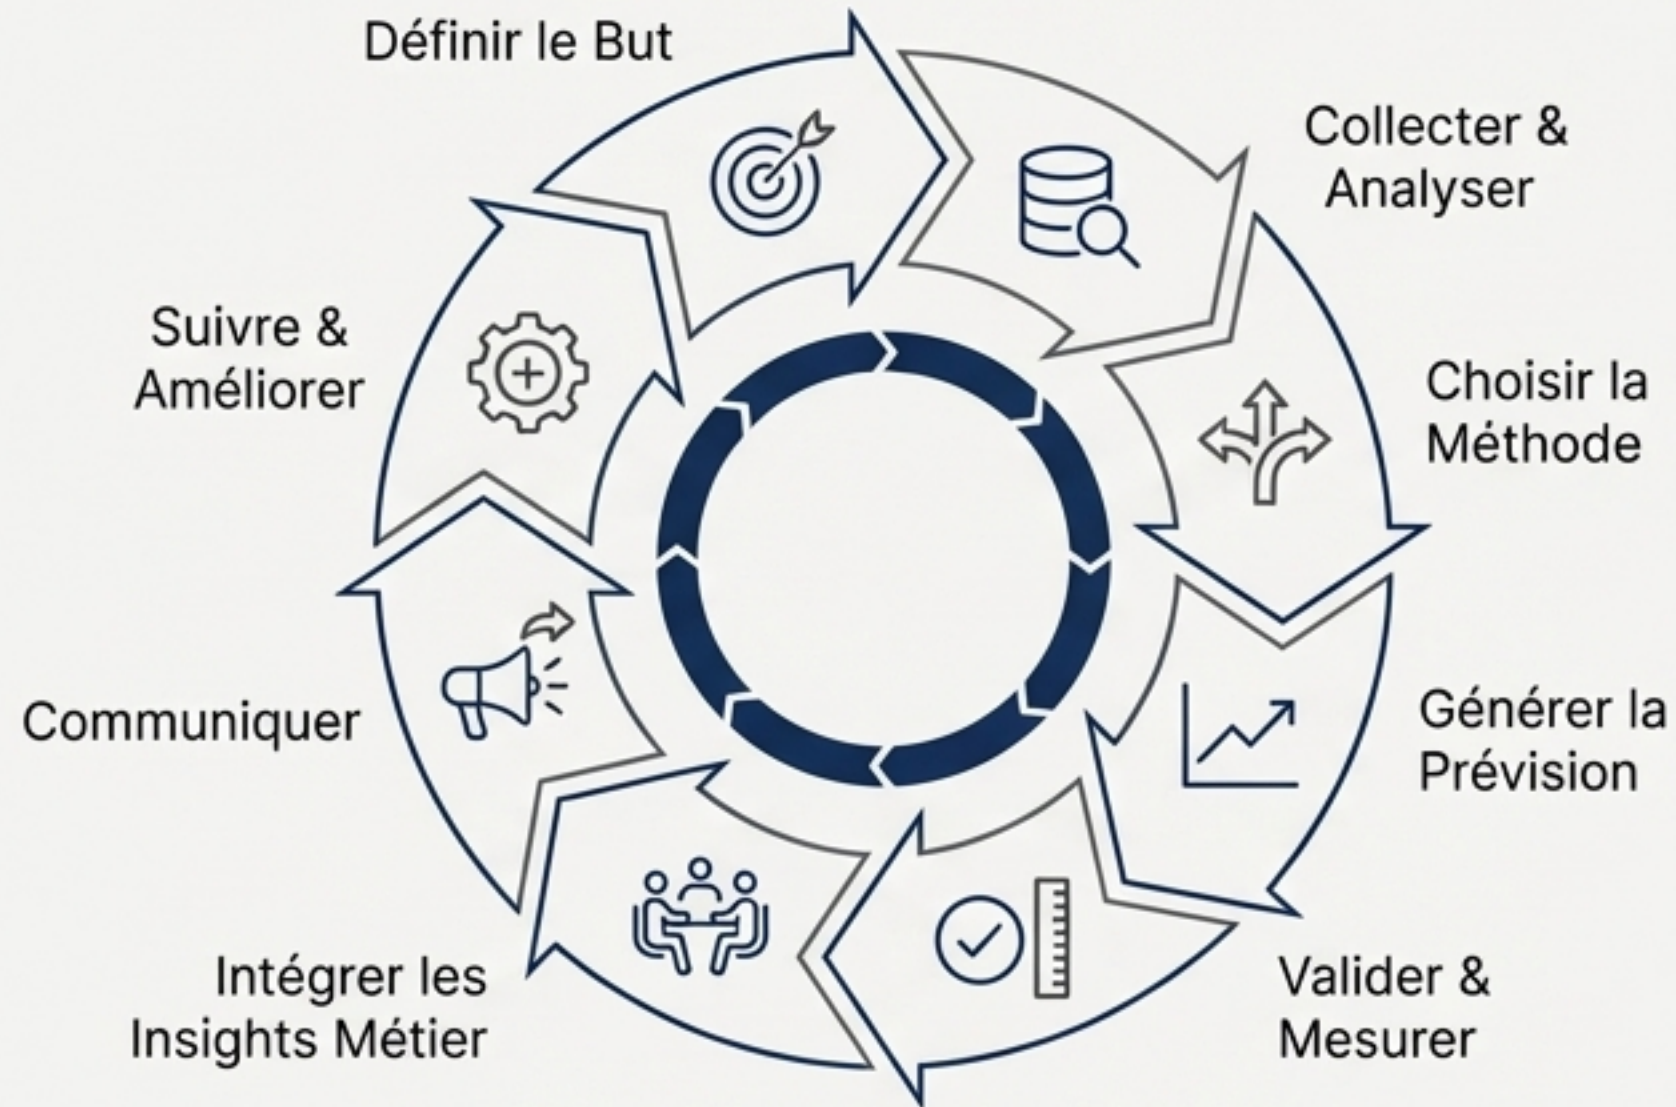 Définir le But
Collecter &
Analyser
Choisir la
Méthode
Générer la
Prévision
Valider &
Mesurer
Intégrer les
Insights Métier
Communiquer
Suivre &
Améliorer